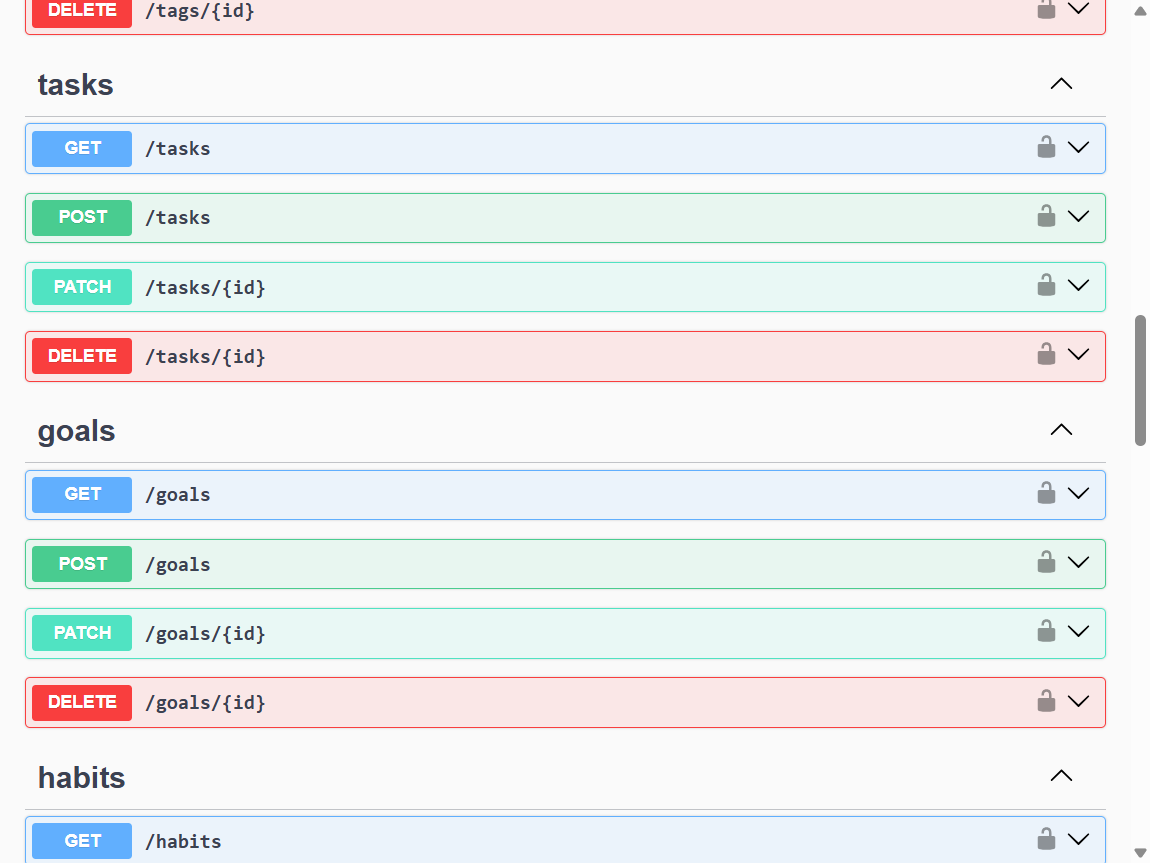 DELETE /tags/{id}
tasks
GET /tasks
POST /tasks
PATCH /tasks/{id}
DELETE /tasks/{id}
goals
GET /goals
POST /goals
PATCH /goals/{id}
DELETE /goals/{id}
habits
GET /habits